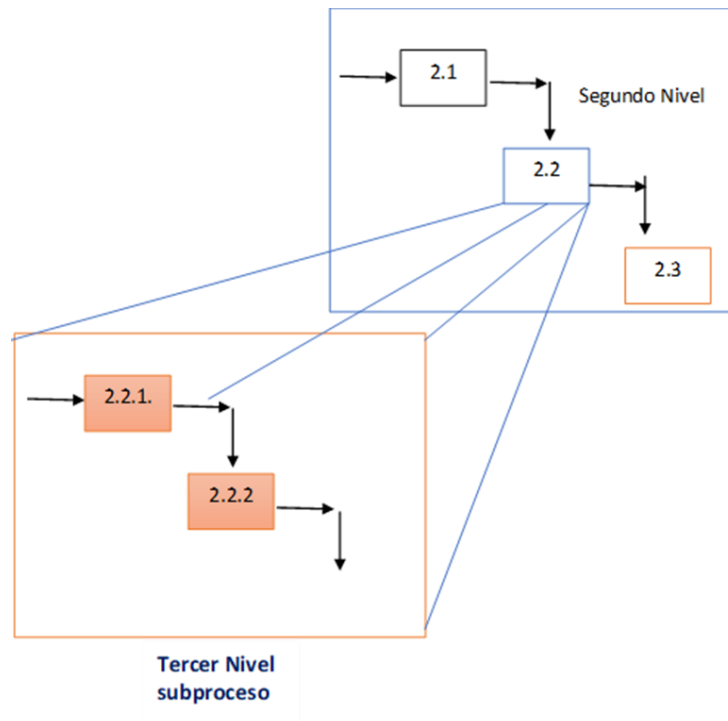 2.1
Segundo Nivel
2.2
2.3
2.2.1.
2.2.2
Tercer Nivel
subproceso